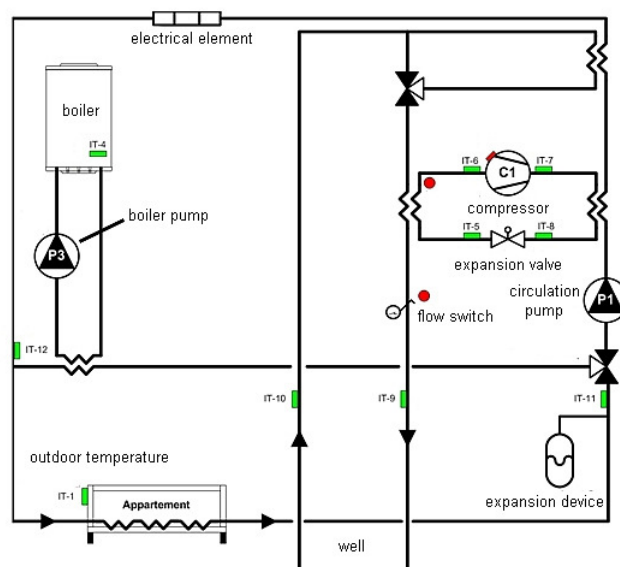 electrical element
boiler
IT-4
IT-6
IT-7
C1
compressor
boiler pump
P3
IT-5
IT-8
expansion valve
circulation
pump
P1
flow switch
IT-12
IT-10
IT-9
IT-11
outdoor temperature
IT-1
Appartement
expansion device
well